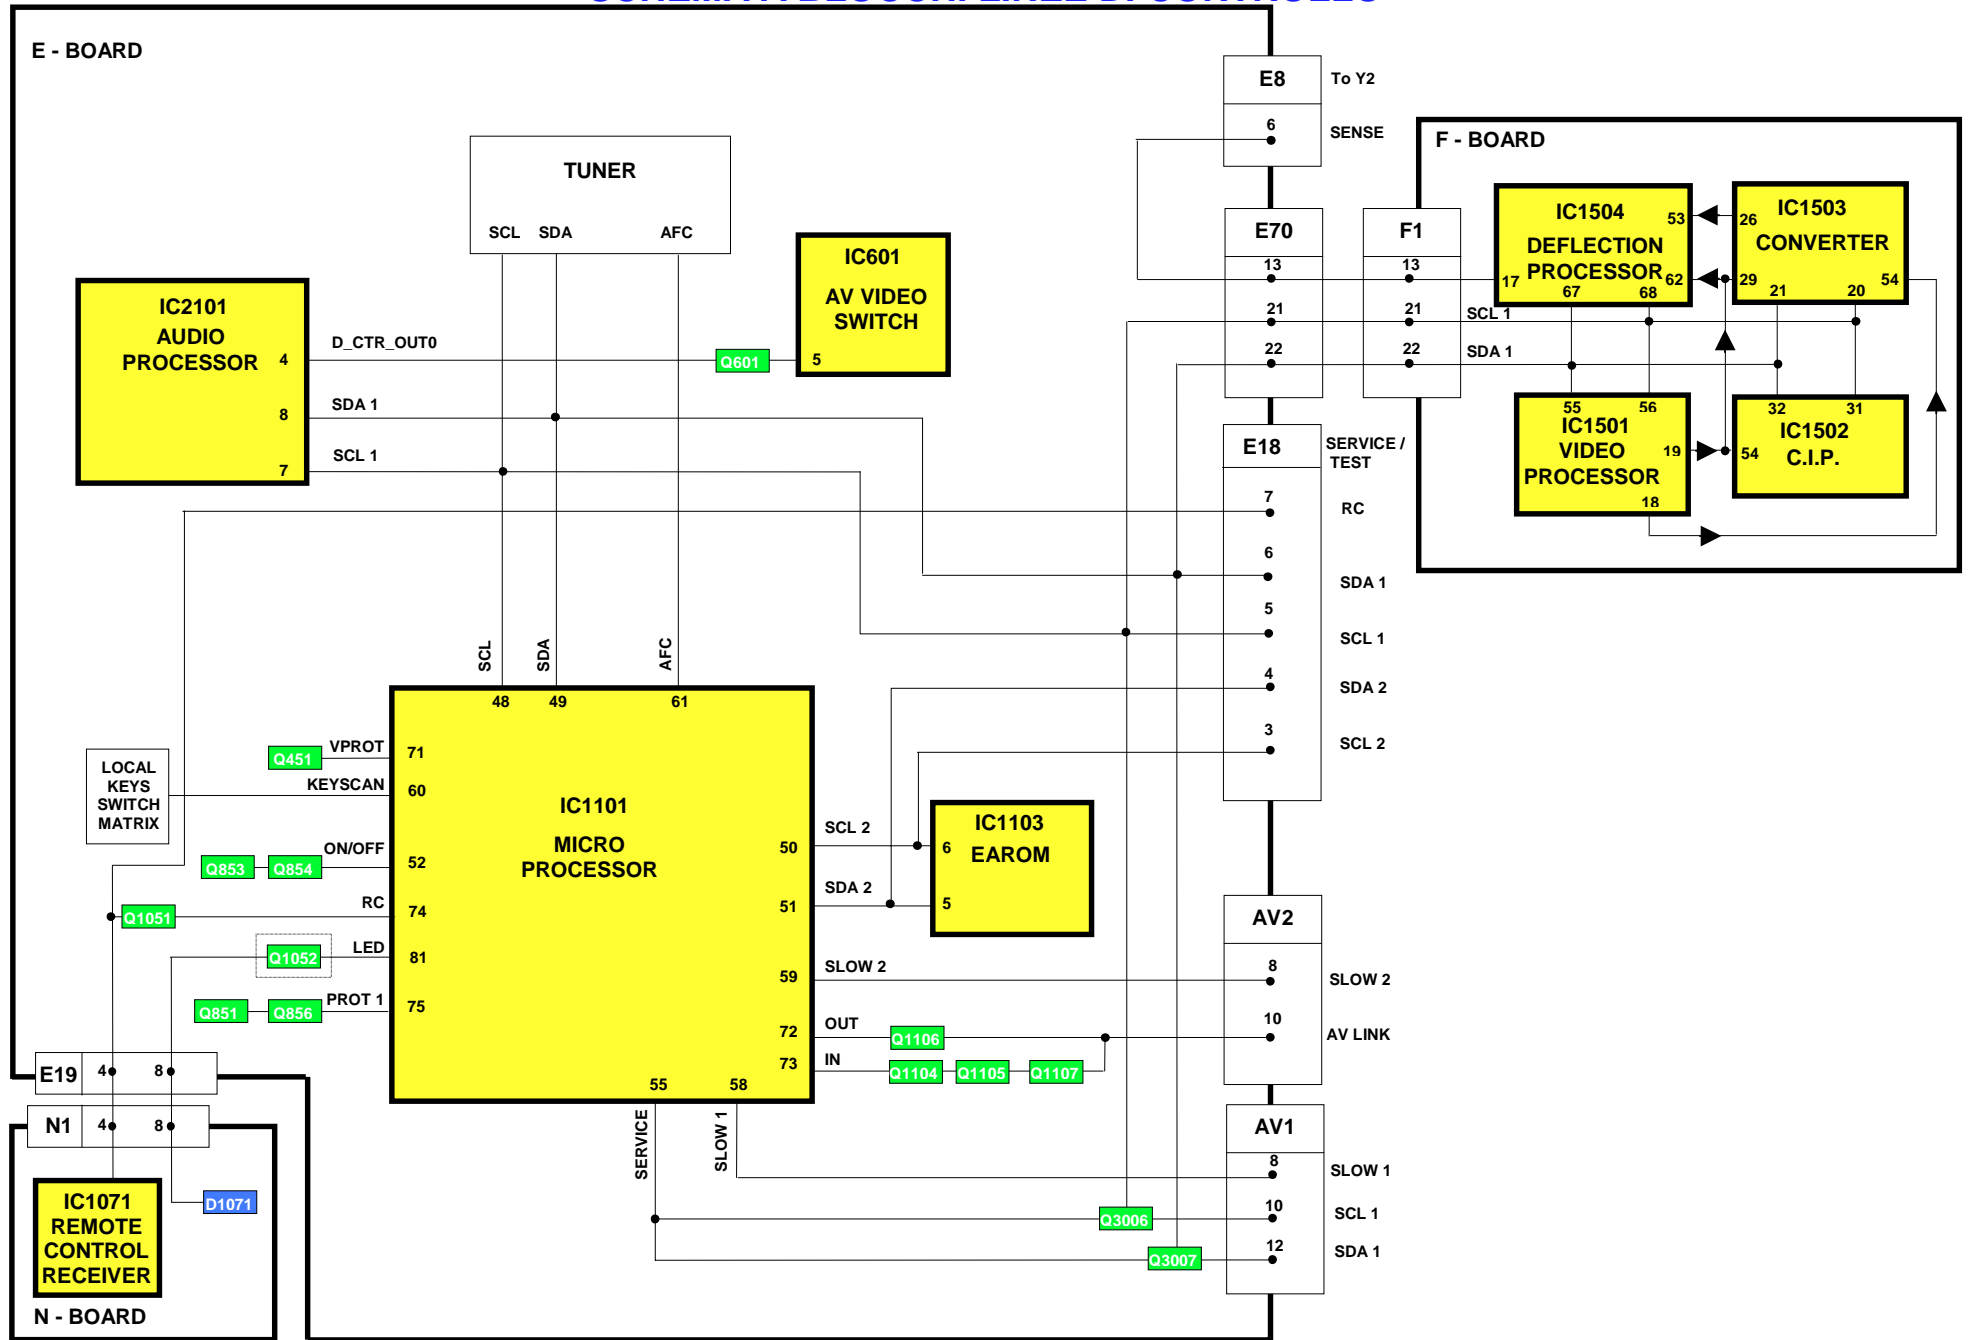 E - BOARD
E8
To Y2
6
SENSE
F - BOARD
TUNER
SCL
SDA
AFC
IC601
AV VIDEO
SWITCH
5
E70
13
21
22
F1
13
21
22
SCL 1
SDA 1
IC1504
DEFLECTION
PROCESSOR
53
62
17
67
68
IC1503
CONVERTER
26
29
21
20
54
IC2101
AUDIO
PROCESSOR
4
8
7
D_CTR_OUT0
Q601
SDA 1
SCL 1
55
56
IC1501
VIDEO
PROCESSOR
19
18
32
31
IC1502
C.I.P.
54
E18
SERVICE /
TEST
7
RC
6
SDA 1
5
SCL 1
4
SDA 2
3
SCL 2
SCL
SDA
AFC
48
49
61
IC1101
MICRO
PROCESSOR
Q451
VPROT
71
LOCAL
KEYS
SWITCH
MATRIX
KEYSCAN
60
Q853
Q854
ON/OFF
52
Q1051
RC
74
Q1052
LED
81
Q851
Q856
PROT 1
75
50
SCL 2
51
SDA 2
IC1103
EAROM
6
5
59
SLOW 2
72
OUT
Q1106
73
IN
Q1104
Q1105
Q1107
55
58
SERVICE
SLOW 1
AV2
8
SLOW 2
10
AV LINK
AV1
8
SLOW 1
10
SCL 1
12
SDA 1
Q3006
Q3007
E19
4
8
N1
4
8
IC1071
REMOTE
CONTROL
RECEIVER
D1071
N - BOARD